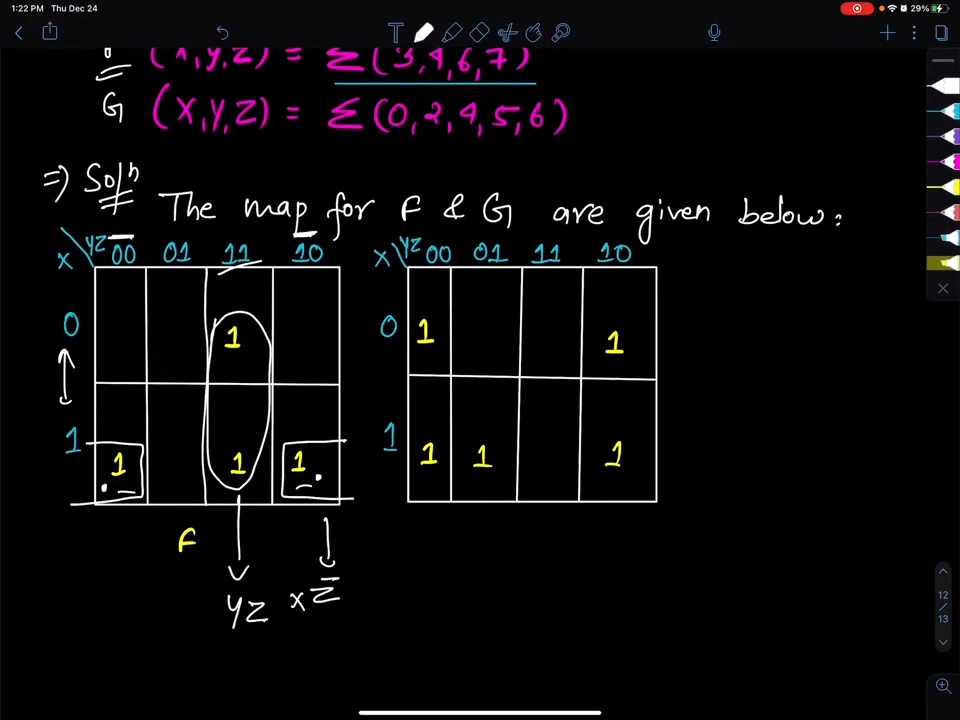 1:22 PM Thu Dec 24
29%
(X,Y,Z) = Σ(3,4,6,7)
G (X,Y,Z) = Σ(0,2,4,5,6)
=) Solⁿ
The map for F & G are given below:
X\YZ 00 01 11 10
X\YZ 00 01 11 10
0 1
0 1 1
1 1 1 1
1 1 1 1
F
YZ XZ̄
12
/
13